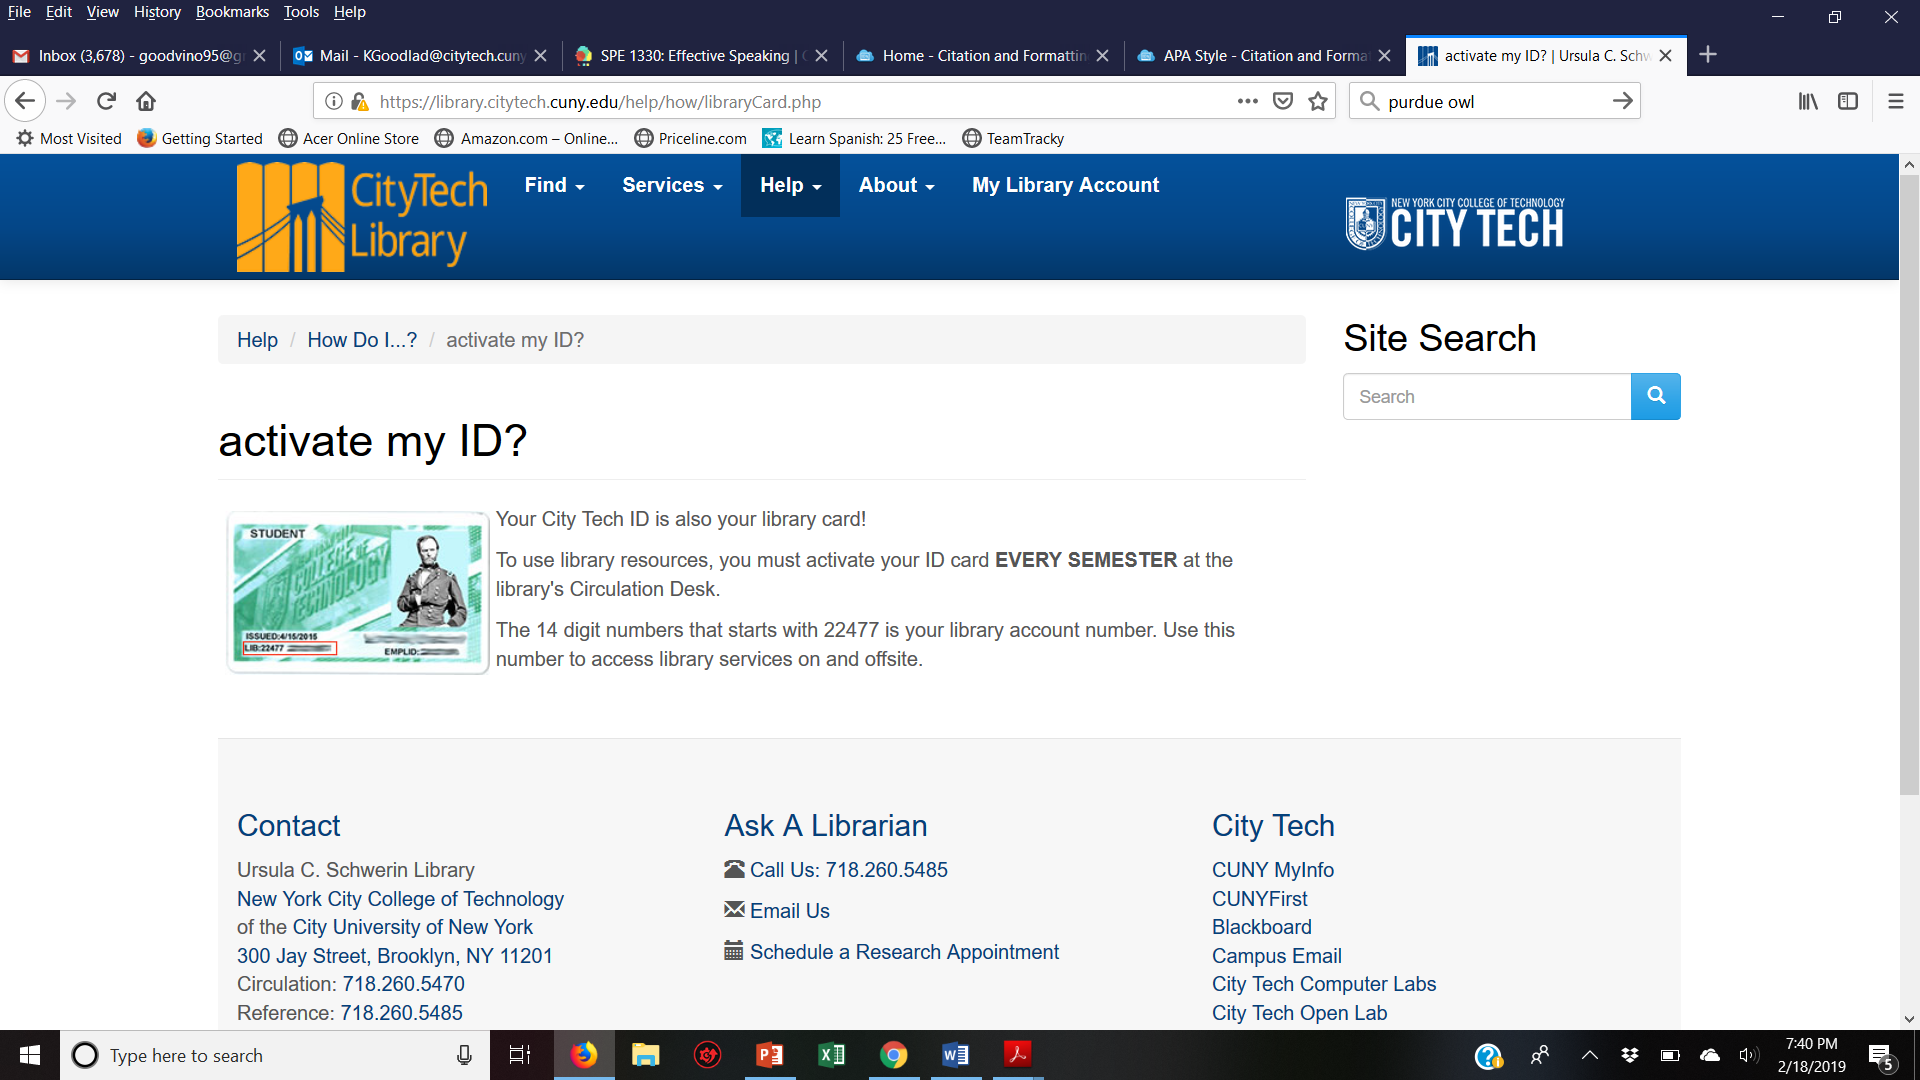 File Edit View History Bookmarks Tools Help
Inbox (3,678) - goodvino95@g
Mail - KGoodlad@citytech.cuny
SPE 1330: Effective Speaking |
Home - Citation and Formattin
APA Style - Citation and Forma
activate my ID? | Ursula C. Schw
https://library.citytech.cuny.edu/help/how/libraryCard.php
purdue owl
Most Visited Getting Started Acer Online Store Amazon.com – Online... Priceline.com Learn Spanish: 25 Free... TeamTracky
CityTech
Library
Find Services Help About My Library Account
NEW YORK CITY COLLEGE OF TECHNOLOGY
CITY TECH
Help / How Do I...? / activate my ID?
Site Search
Search
activate my ID?
STUDENT
COLLEGE OF
TECHNOLOGY
ISSUED:4/15/2015
LIB:22477
EMPLID:
Your City Tech ID is also your library card!
To use library resources, you must activate your ID card EVERY SEMESTER at the
library's Circulation Desk.
The 14 digit numbers that starts with 22477 is your library account number. Use this
number to access library services on and offsite.
Contact
Ursula C. Schwerin Library
New York City College of Technology
of the City University of New York
300 Jay Street, Brooklyn, NY 11201
Circulation: 718.260.5470
Reference: 718.260.5485
Ask A Librarian
Call Us: 718.260.5485
Email Us
Schedule a Research Appointment
City Tech
CUNY MyInfo
CUNYFirst
Blackboard
Campus Email
City Tech Computer Labs
City Tech Open Lab
Type here to search
7:40 PM
2/18/2019
5